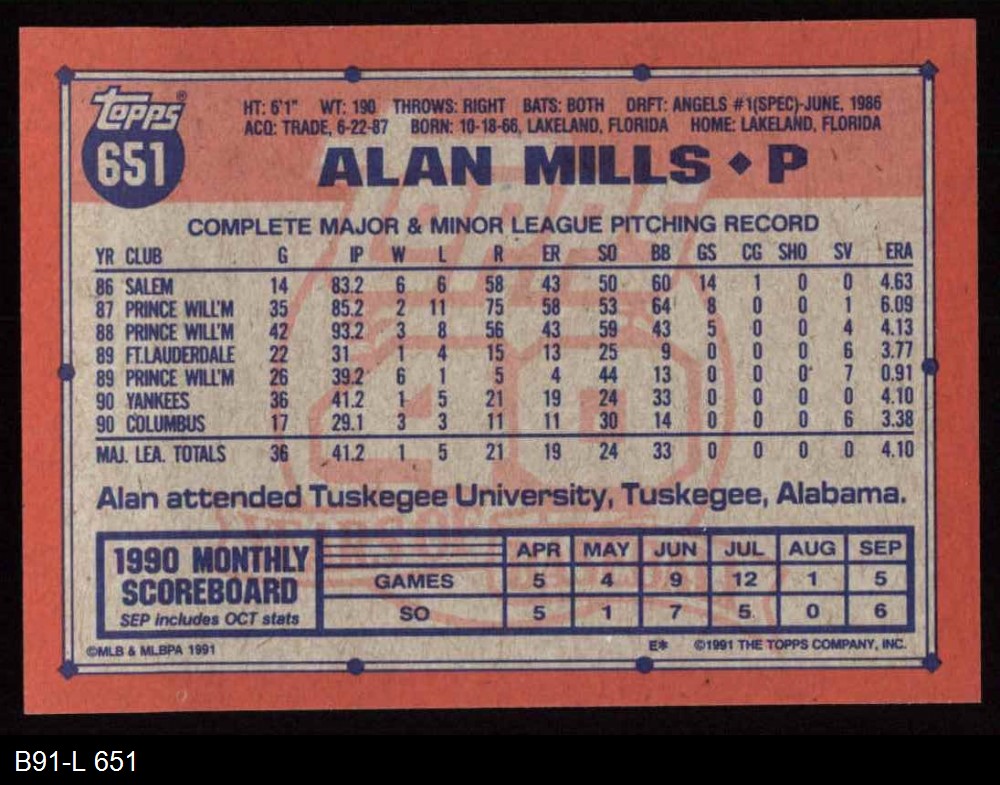 topps®
651
HT: 6'1" WT: 190 THROWS: RIGHT BATS: BOTH DRFT: ANGELS #1(SPEC)-JUNE, 1986
ACQ: TRADE, 6-22-87 BORN: 10-18-66, LAKELAND, FLORIDA HOME: LAKELAND, FLORIDA
ALAN MILLS ◆ P
COMPLETE MAJOR & MINOR LEAGUE PITCHING RECORD
YR CLUB G IP W L R ER SO BB GS CG SHO SV ERA
86 SALEM 14 83.2 6 6 58 43 50 60 14 1 0 0 4.63
87 PRINCE WILL'M 35 85.2 2 11 75 58 53 64 8 0 0 1 6.09
88 PRINCE WILL'M 42 93.2 3 8 56 43 59 43 5 0 0 4 4.13
89 FT.LAUDERDALE 22 31 1 4 15 13 25 9 0 0 0 6 3.77
89 PRINCE WILL'M 26 39.2 6 1 5 4 44 13 0 0 0 7 0.91
90 YANKEES 36 41.2 1 5 21 19 24 33 0 0 0 0 4.10
90 COLUMBUS 17 29.1 3 3 11 11 30 14 0 0 0 6 3.38
MAJ. LEA. TOTALS 36 41.2 1 5 21 19 24 33 0 0 0 0 4.10
Alan attended Tuskegee University, Tuskegee, Alabama.
1990 MONTHLY
SCOREBOARD
SEP includes OCT stats
APR MAY JUN JUL AUG SEP
GAMES 5 4 9 12 1 5
SO 5 1 7 5 0 6
©MLB & MLBPA 1991 E* ©1991 THE TOPPS COMPANY, INC.
B91-L 651